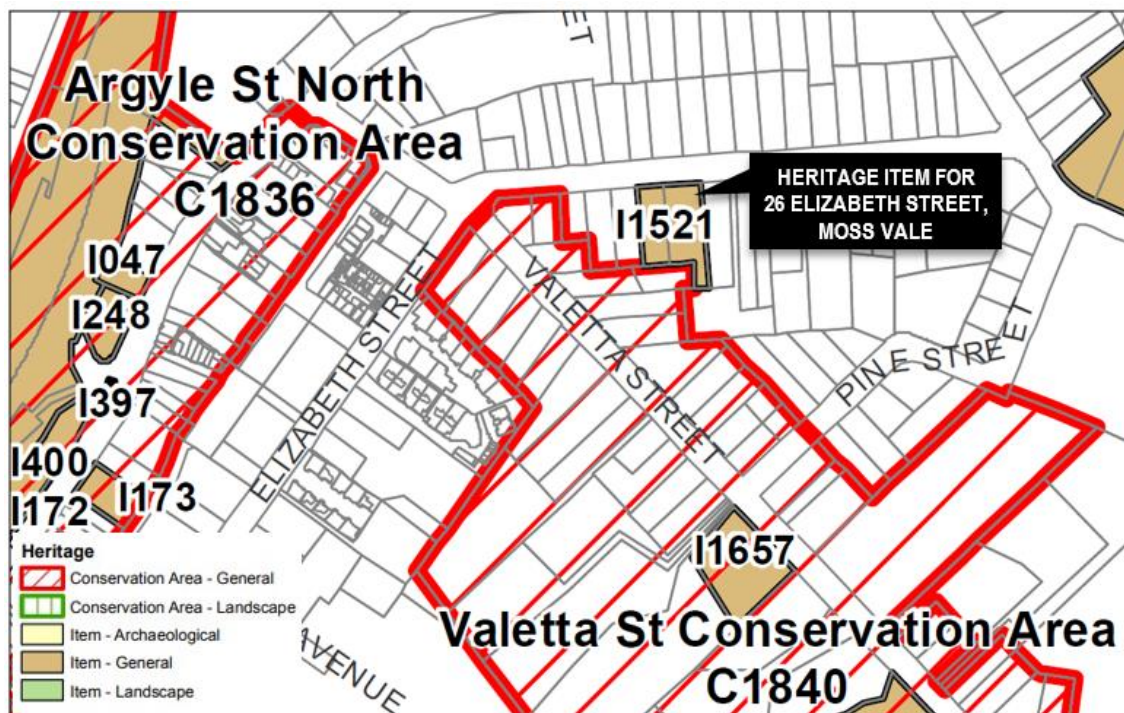 ET
Argyle St North
Conservation Area
C1836
HERITAGE ITEM FOR
26 ELIZABETH STREET,
MOSS VALE
I1521
I047
I248
I397
I400
I172
I173
ELIZABETH STREET
VALETTA STREET
PINE STREET
I1657
Valetta St Conservation Area
C1840
AVENUE
Heritage
Conservation Area - General
Conservation Area - Landscape
Item - Archaeological
Item - General
Item - Landscape